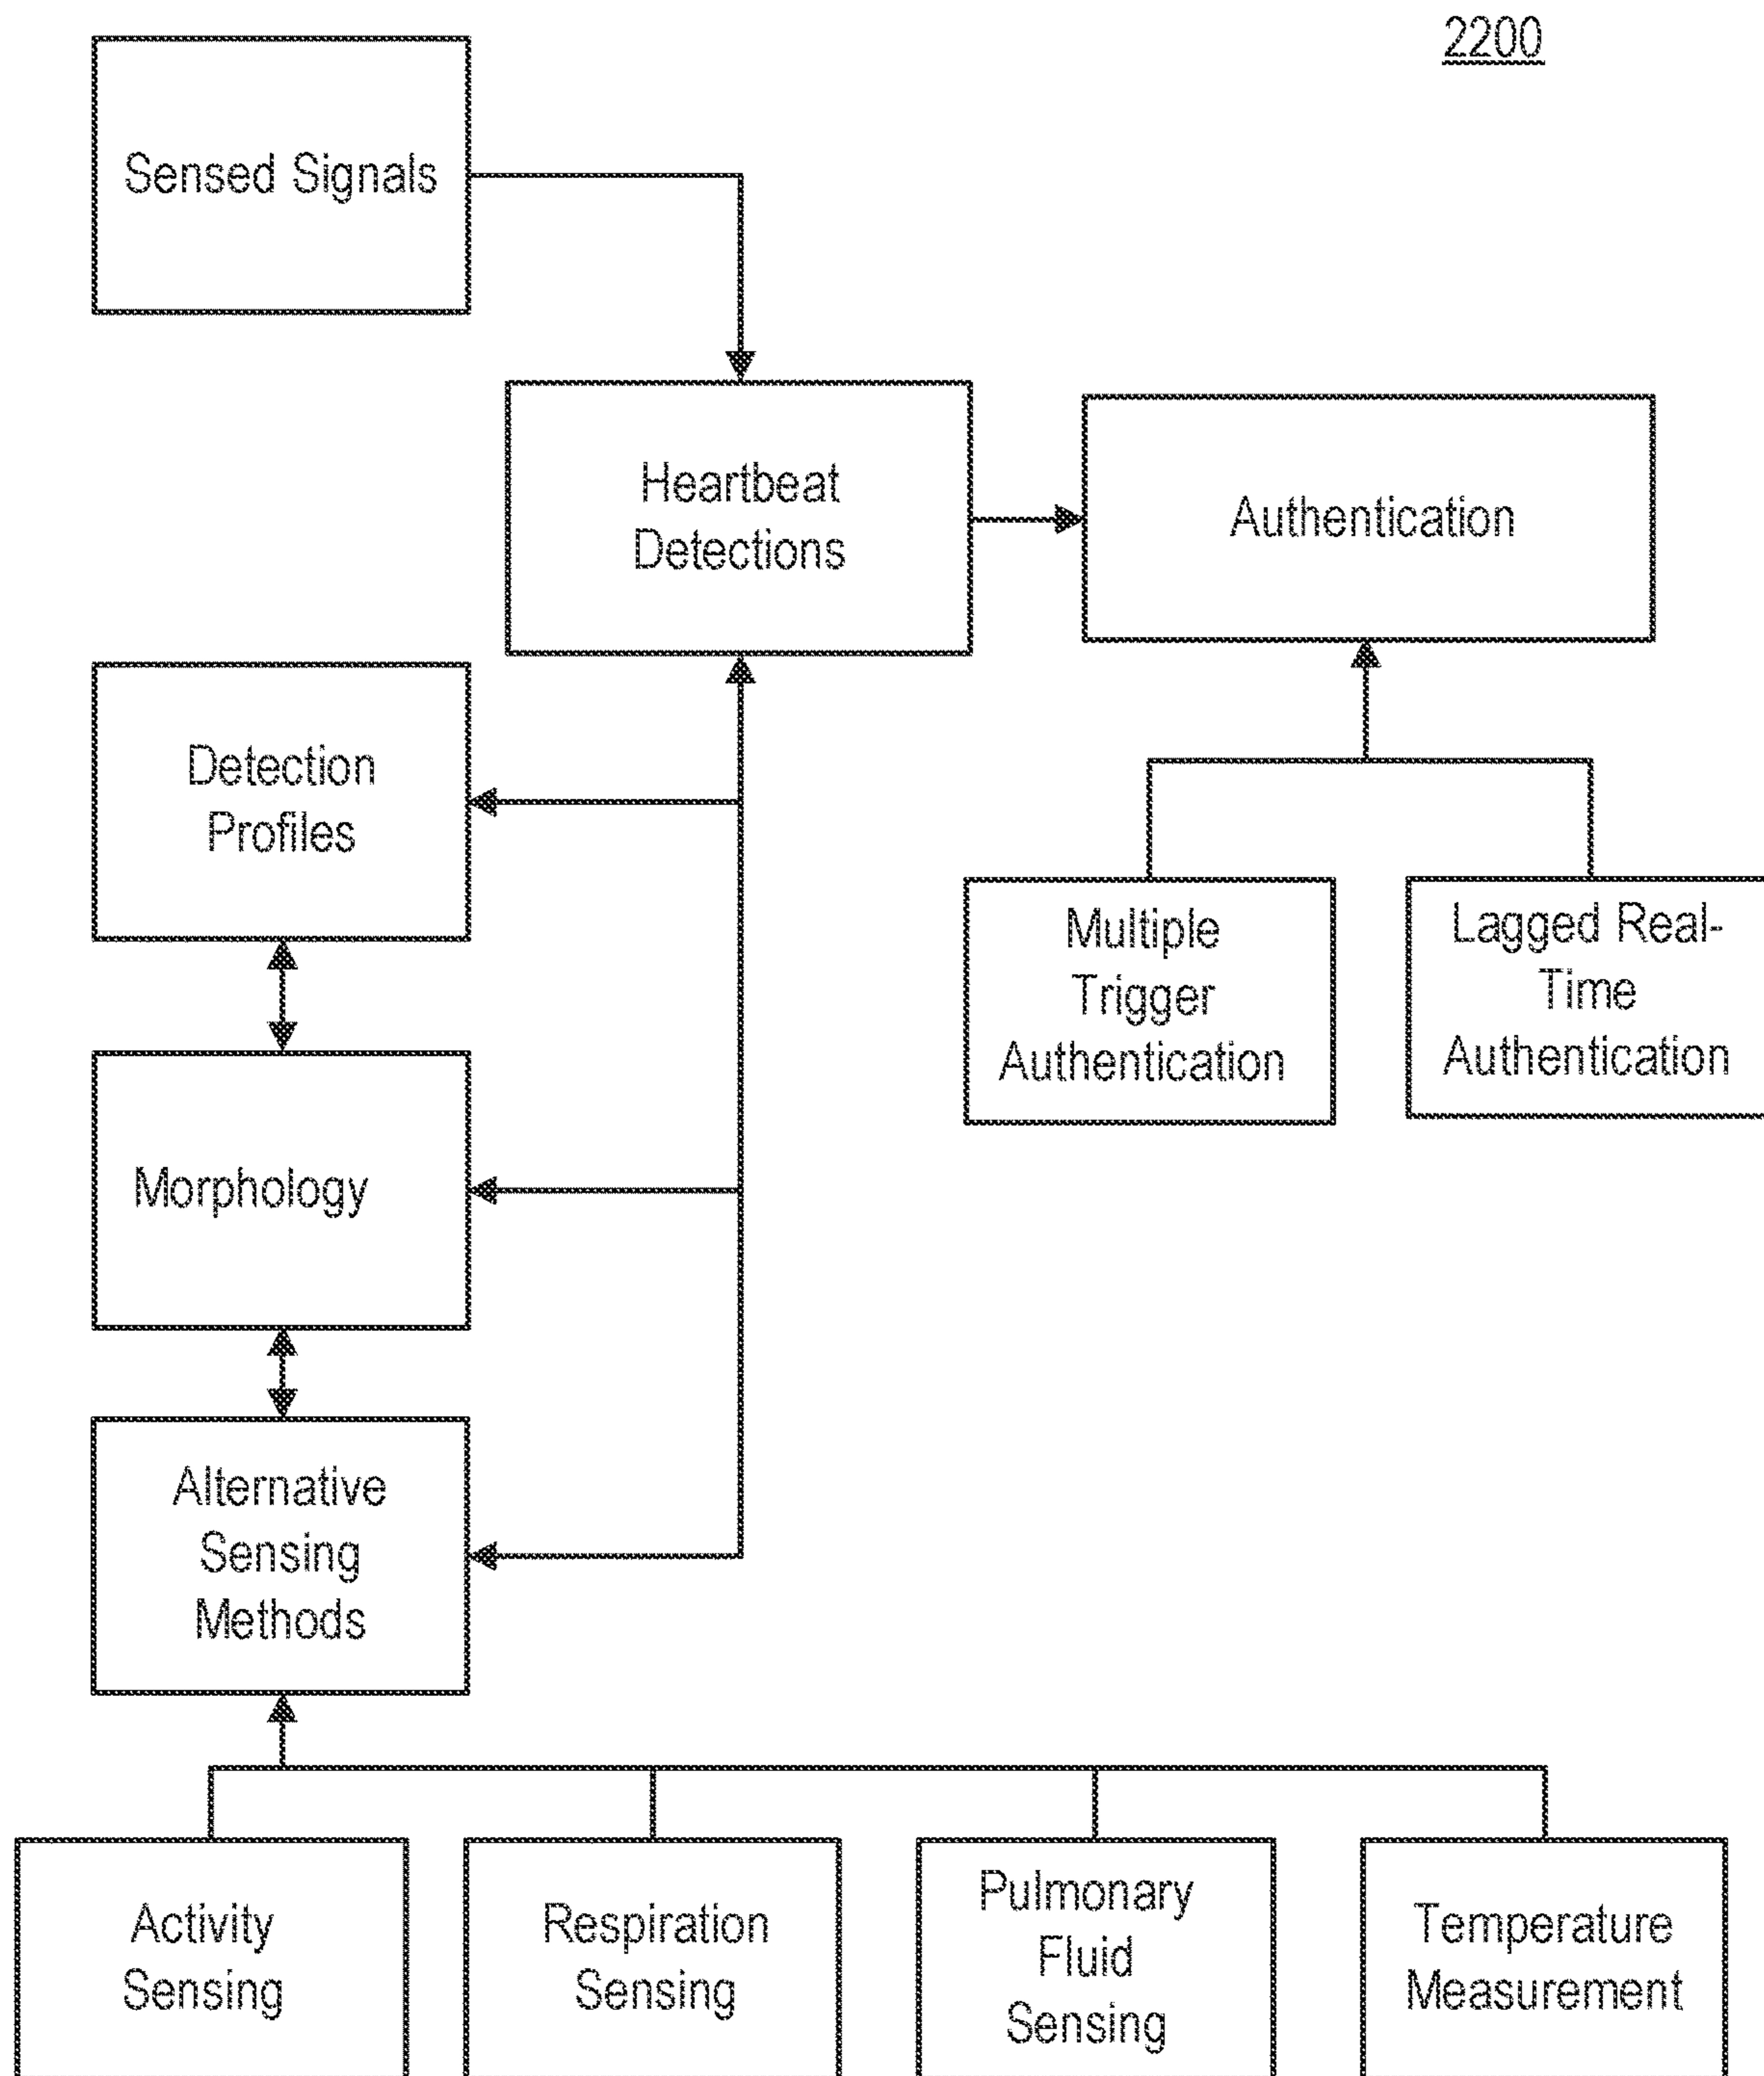 2200
Sensed Signals
Heartbeat
Detections
Authentication
Detection
Profiles
Multiple
Trigger
Authentication
Lagged Real-
Time
Authentication
Morphology
Alternative
Sensing
Methods
Activity
Sensing
Respiration
Sensing
Pulmonary
Fluid
Sensing
Temperature
Measurement